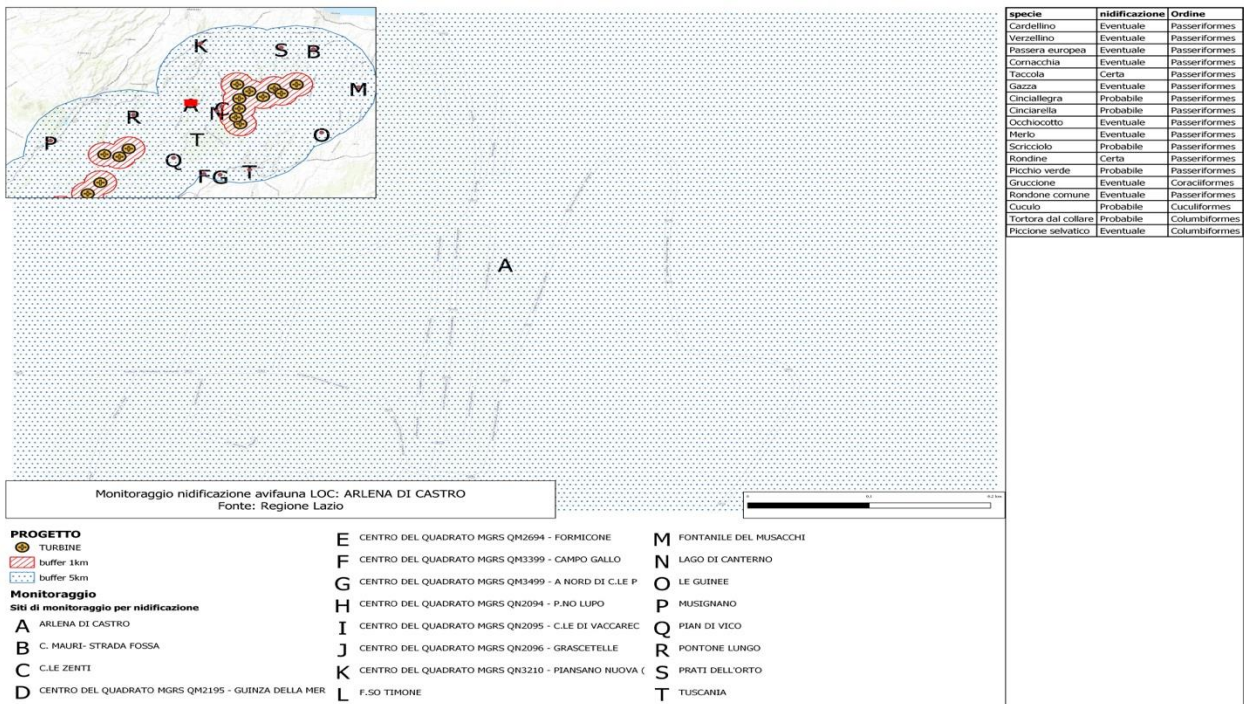 K
S
B
M
R
A
C
N
P
T
O
Q
F
G
T
A
specie nidificazione Ordine
Cardellino Eventuale Passeriformes
Verzellino Eventuale Passeriformes
Passera europea Eventuale Passeriformes
Cornacchia Eventuale Passeriformes
Taccola Certa Passeriformes
Gazza Eventuale Passeriformes
Cinciallegra Probabile Passeriformes
Cinciarella Probabile Passeriformes
Occhiocotto Eventuale Passeriformes
Merlo Eventuale Passeriformes
Scricciolo Probabile Passeriformes
Rondine Certa Passeriformes
Picchio verde Probabile Passeriformes
Gruccione Eventuale Coraciiformes
Rondone comune Eventuale Passeriformes
Cuculo Probabile Cuculiformes
Tortora dal collare Probabile Columbiformes
Piccione selvatico Eventuale Columbiformes
Monitoraggio nidificazione avifauna LOC: ARLENA DI CASTRO
Fonte: Regione Lazio
0 0.1 0.2 km
PROGETTO
TURBINE
buffer 1km
buffer 5km
Monitoraggio
Siti di monitoraggio per nidificazione
A ARLENA DI CASTRO
B C. MAURI- STRADA FOSSA
C C.LE ZENTI
D CENTRO DEL QUADRATO MGRS QM2195 - GUINZA DELLA MER
E CENTRO DEL QUADRATO MGRS QM2694 - FORMICONE
F CENTRO DEL QUADRATO MGRS QM3399 - CAMPO GALLO
G CENTRO DEL QUADRATO MGRS QM3499 - A NORD DI C.LE P
H CENTRO DEL QUADRATO MGRS QN2094 - P.NO LUPO
I CENTRO DEL QUADRATO MGRS QN2095 - C.LE DI VACCAREC
J CENTRO DEL QUADRATO MGRS QN2096 - GRASCETELLE
K CENTRO DEL QUADRATO MGRS QN3210 - PIANSANO NUOVA (
L F.SO TIMONE
M FONTANILE DEL MUSACCHI
N LAGO DI CANTERNO
O LE GUINEE
P MUSIGNANO
Q PIAN DI VICO
R PONTONE LUNGO
S PRATI DELL'ORTO
T TUSCANIA